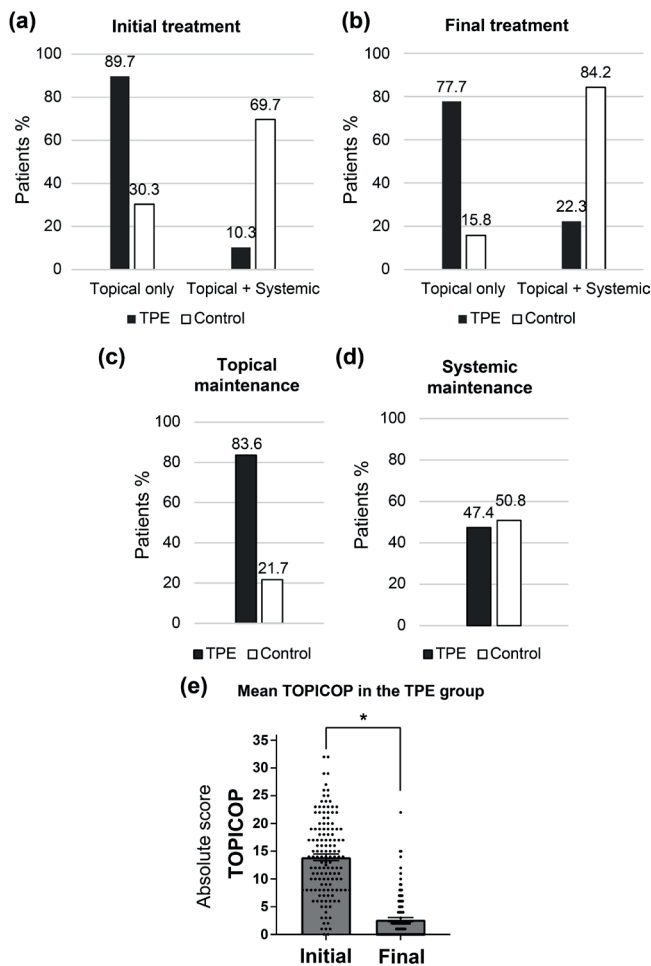 (a)
Initial treatment
Patients %
100
80
60
40
20
0
89.7
30.3
10.3
69.7
Topical only
Topical + Systemic
TPE
Control
(b)
Final treatment
Patients %
100
80
60
40
20
0
77.7
15.8
22.3
84.2
Topical only
Topical + Systemic
TPE
Control
(c)
Topical
maintenance
Patients %
100
80
60
40
20
0
83.6
21.7
TPE
Control
(d)
Systemic
maintenance
Patients %
100
80
60
40
20
0
47.4
50.8
TPE
Control
(e)
Mean TOPICOP in the TPE group
*
Absolute score
TOPICOP
35
30
25
20
15
10
5
0
Initial
Final